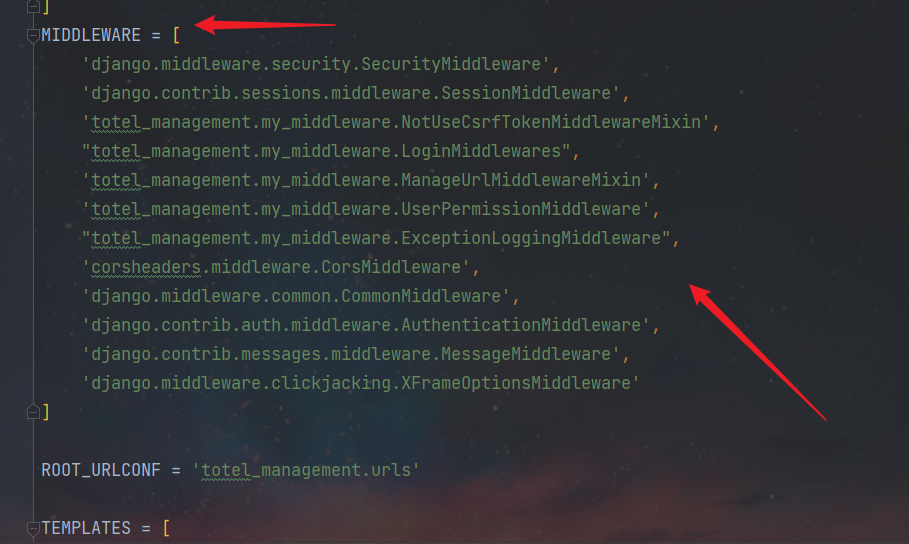 ]
MIDDLEWARE = [
'django.middleware.security.SecurityMiddleware',
'django.contrib.sessions.middleware.SessionMiddleware',
'totel_management.my_middleware.NotUseCsrfTokenMiddlewareMixin',
"totel_management.my_middleware.LoginMiddlewares",
'totel_management.my_middleware.ManageUrlMiddlewareMixin',
'totel_management.my_middleware.UserPermissionMiddleware',
"totel_management.my_middleware.ExceptionLoggingMiddleware",
'corsheaders.middleware.CorsMiddleware',
'django.middleware.common.CommonMiddleware',
'django.contrib.auth.middleware.AuthenticationMiddleware',
'django.contrib.messages.middleware.MessageMiddleware',
'django.middleware.clickjacking.XFrameOptionsMiddleware'
]
ROOT_URLCONF = 'totel_management.urls'
TEMPLATES = [